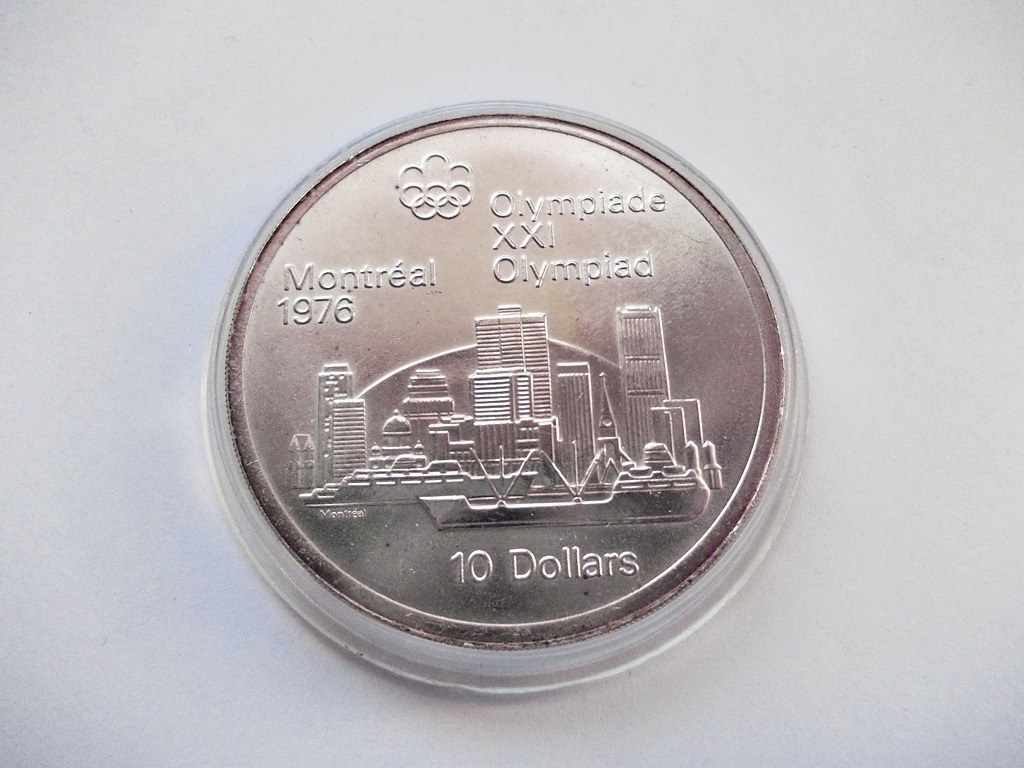 Olympiade
XXI
Olympiad
Montréal
1976
Montréal
10 Dollars